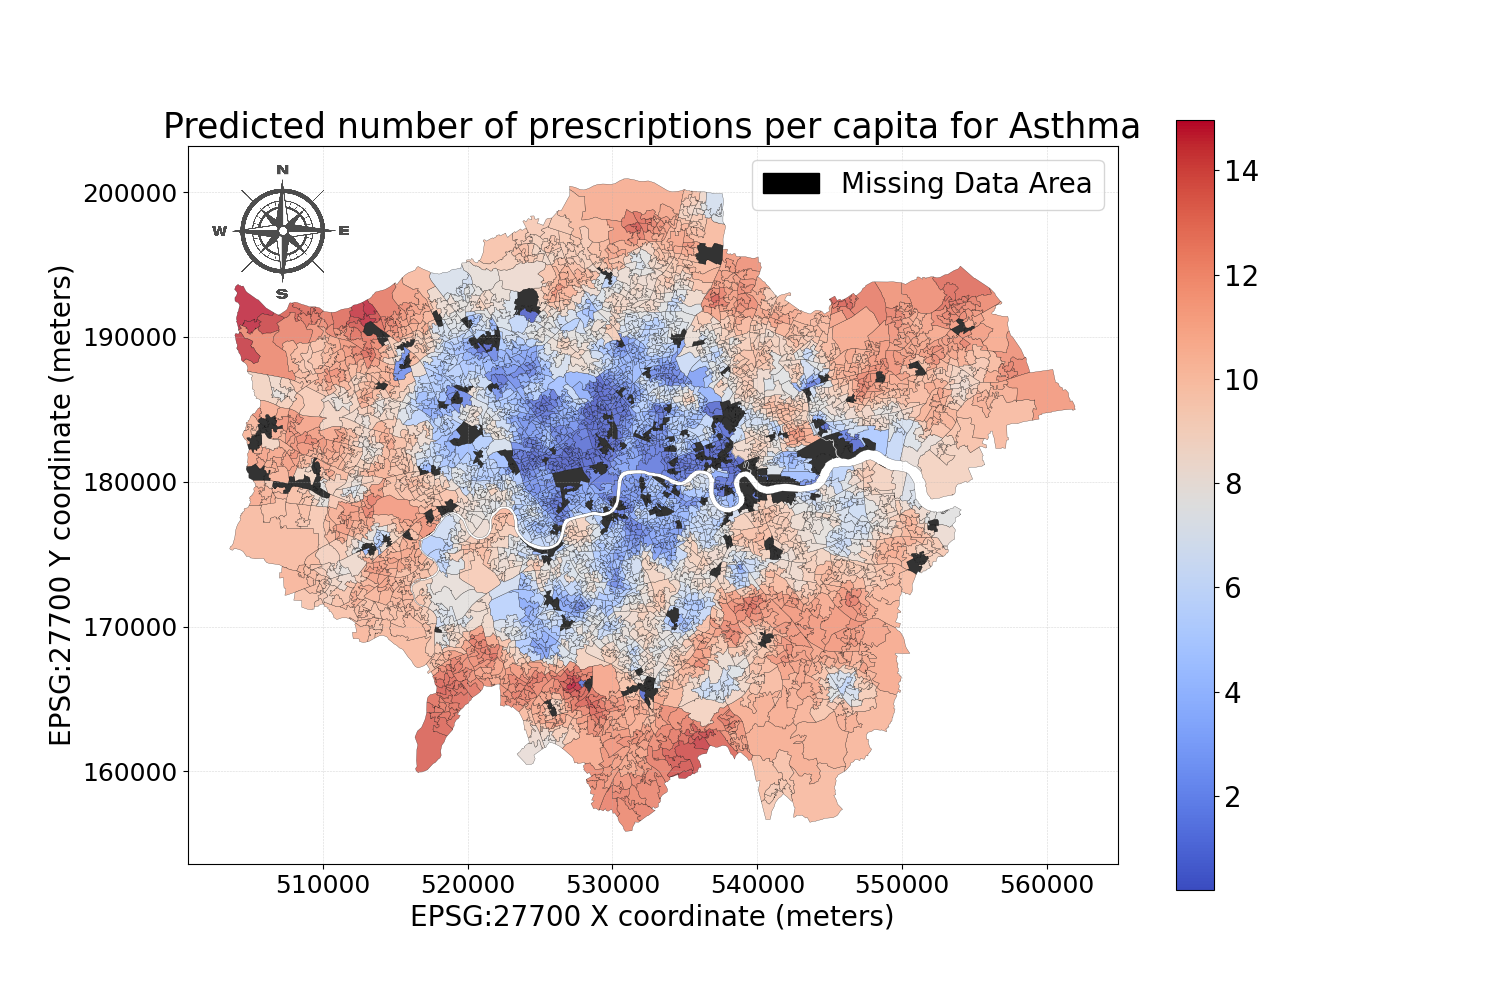 Predicted number of prescriptions per capita for Asthma
Missing Data Area
N
W
E
S
200000
190000
180000
170000
160000
EPSG:27700 Y coordinate (meters)
510000
520000
530000
540000
550000
560000
EPSG:27700 X coordinate (meters)
14
12
10
8
6
4
2